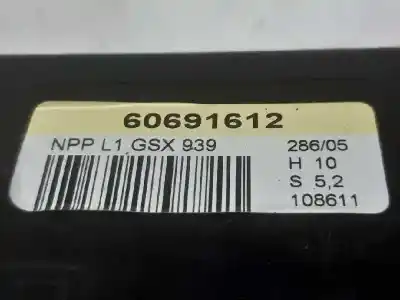 60691612
NPP L1 GSX 939
286/05
H 10
S 5,2
108611